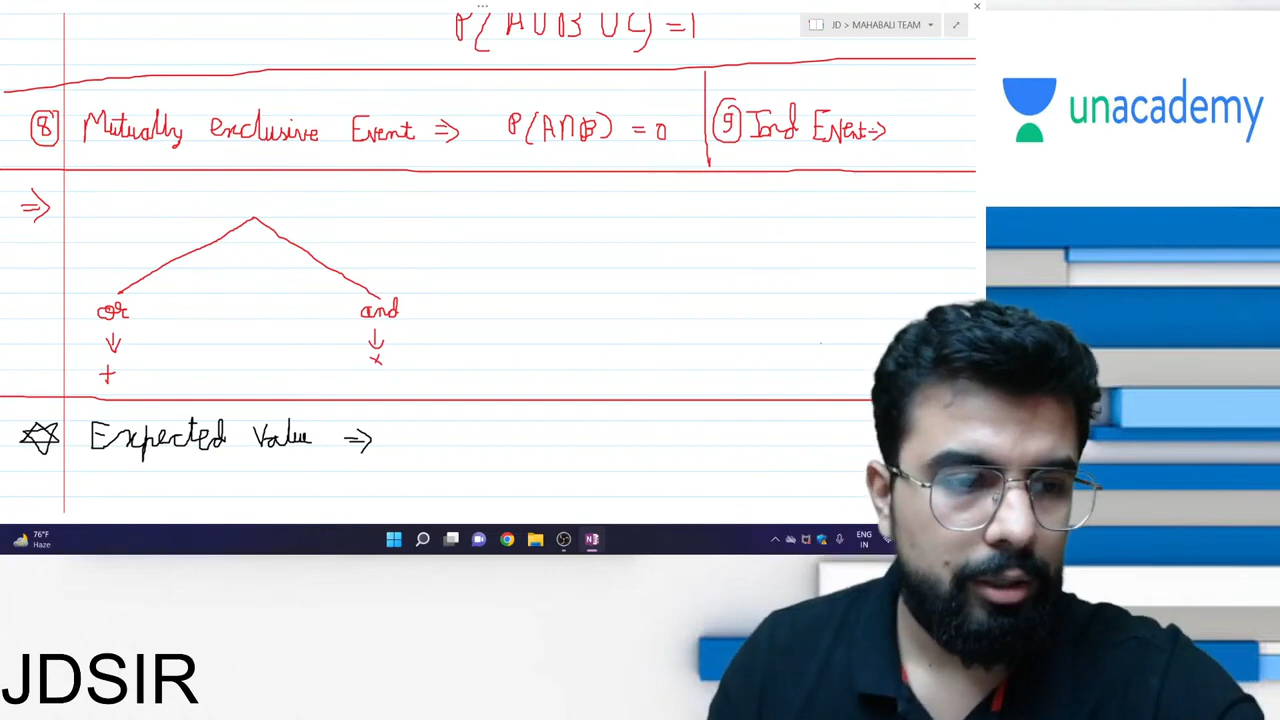 P(AUBUC) = 1
JD > MAHABALI TEAM
unacademy
8 Mutually exclusive Event ⇒ P(A∩B) = 0
9 Ind Event ⇒
⇒
or and
↓ ↓
+ ×
☆ Expected Value ⇒
76°F
Haze
ENG
IN
JDSIR